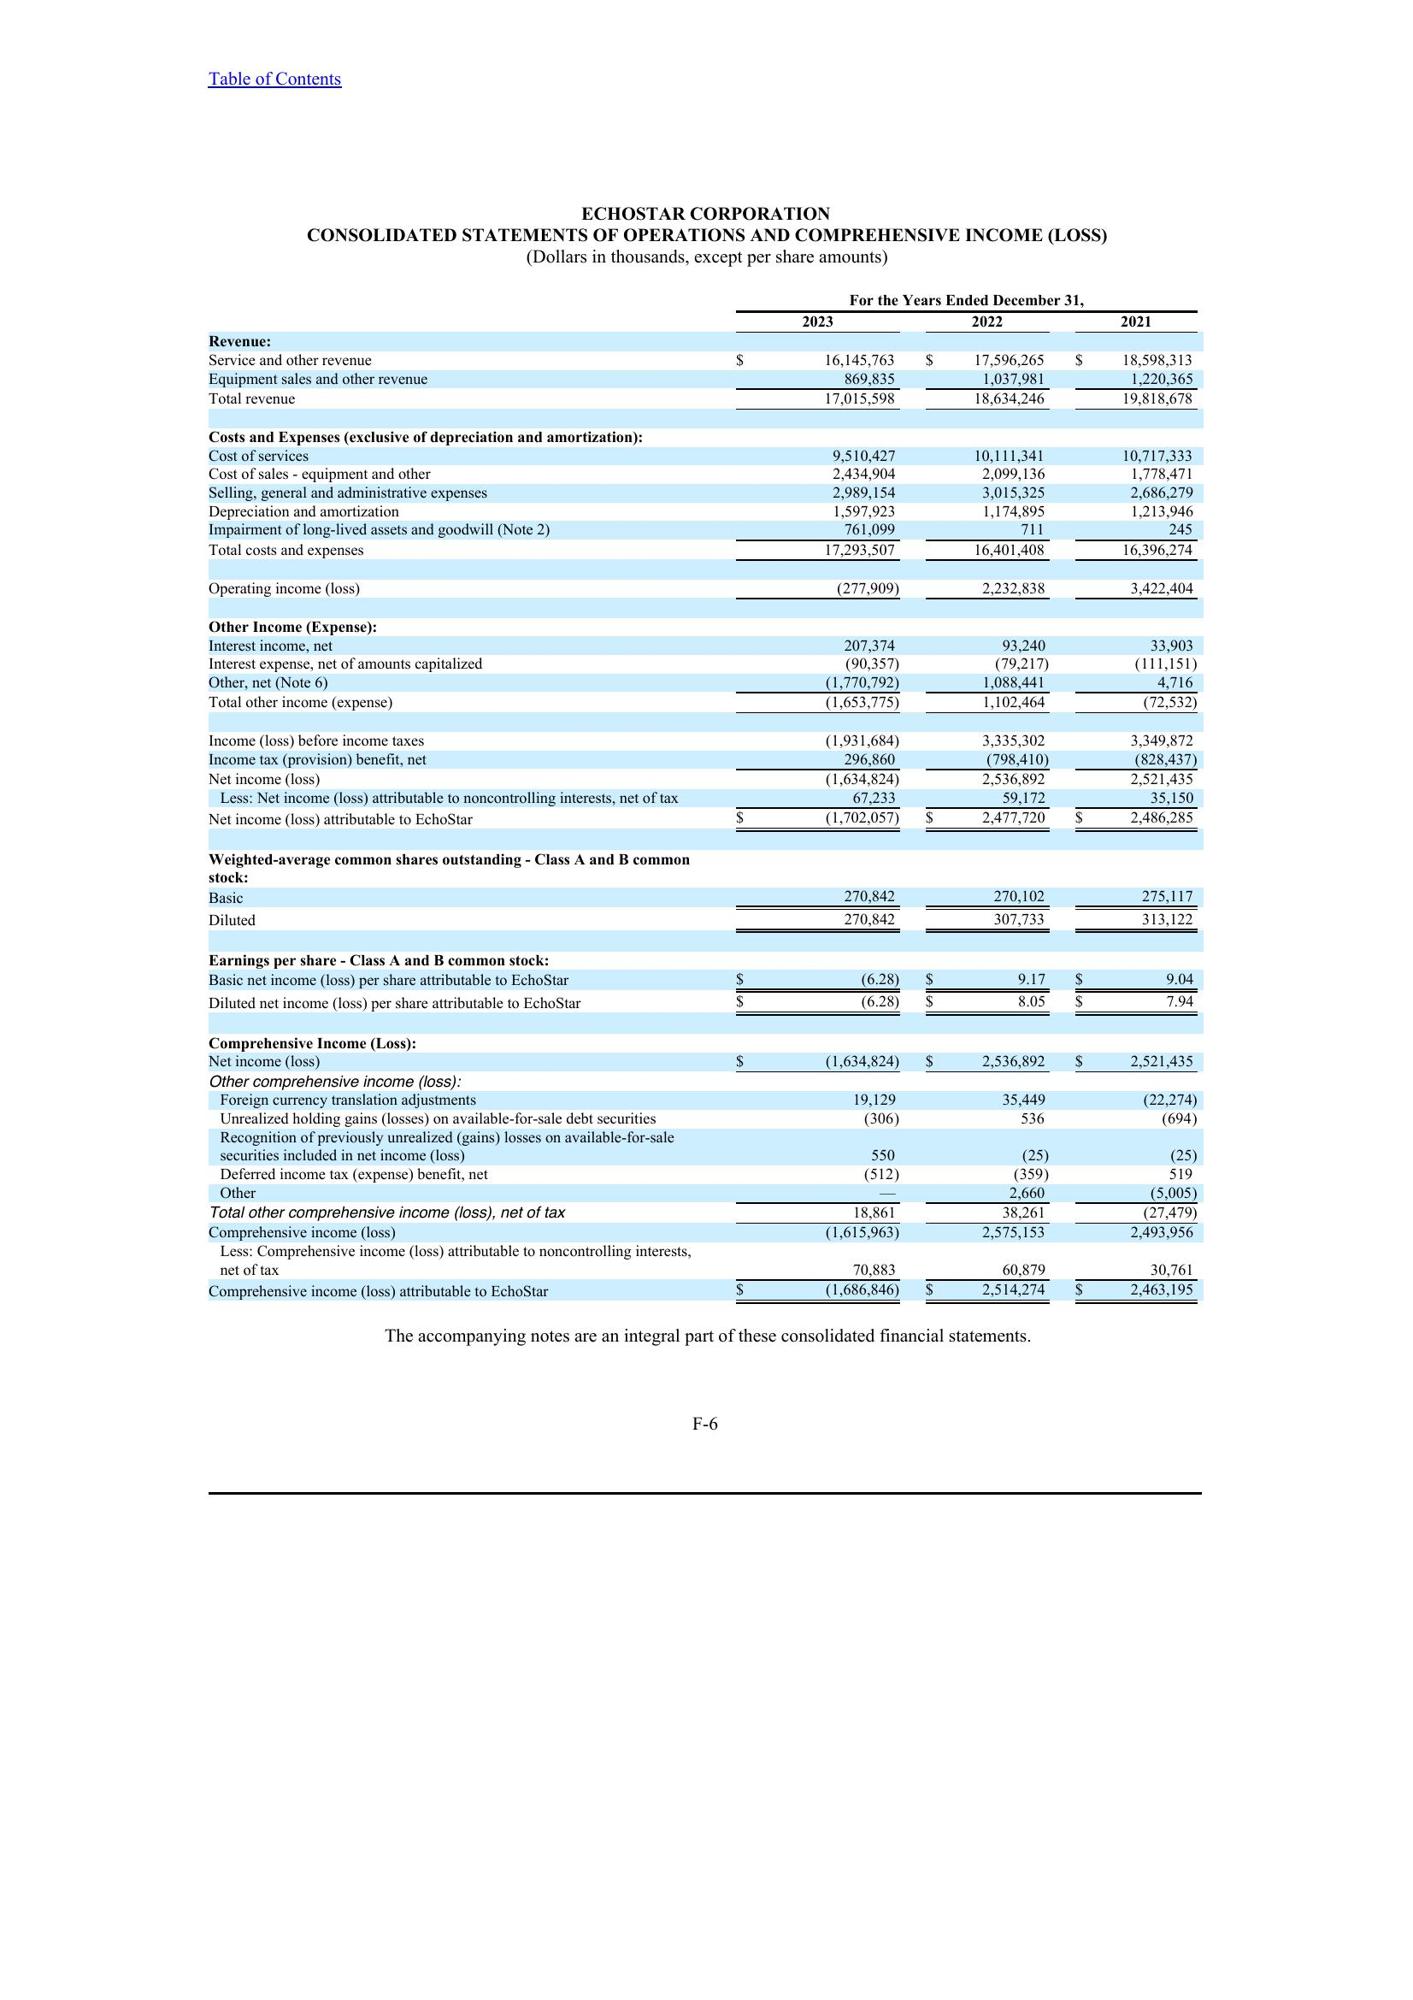 Table of Contents
ECHOSTAR CORPORATION
CONSOLIDATED STATEMENTS OF OPERATIONS AND COMPREHENSIVE INCOME (LOSS)
(Dollars in thousands, except per share amounts)
For the Years Ended December 31,
2023 2022 2021
Revenue:
Service and other revenue $ 16,145,763 $ 17,596,265 $ 18,598,313
Equipment sales and other revenue 869,835 1,037,981 1,220,365
Total revenue 17,015,598 18,634,246 19,818,678
Costs and Expenses (exclusive of depreciation and amortization):
Cost of services 9,510,427 10,111,341 10,717,333
Cost of sales - equipment and other 2,434,904 2,099,136 1,778,471
Selling, general and administrative expenses 2,989,154 3,015,325 2,686,279
Depreciation and amortization 1,597,923 1,174,895 1,213,946
Impairment of long-lived assets and goodwill (Note 2) 761,099 711 245
Total costs and expenses 17,293,507 16,401,408 16,396,274
Operating income (loss) (277,909) 2,232,838 3,422,404
Other Income (Expense):
Interest income, net 207,374 93,240 33,903
Interest expense, net of amounts capitalized (90,357) (79,217) (111,151)
Other, net (Note 6) (1,770,792) 1,088,441 4,716
Total other income (expense) (1,653,775) 1,102,464 (72,532)
Income (loss) before income taxes (1,931,684) 3,335,302 3,349,872
Income tax (provision) benefit, net 296,860 (798,410) (828,437)
Net income (loss) (1,634,824) 2,536,892 2,521,435
Less: Net income (loss) attributable to noncontrolling interests, net of tax 67,233 59,172 35,150
Net income (loss) attributable to EchoStar $ (1,702,057) $ 2,477,720 $ 2,486,285
Weighted-average common shares outstanding - Class A and B common
stock:
Basic 270,842 270,102 275,117
Diluted 270,842 307,733 313,122
Earnings per share - Class A and B common stock:
Basic net income (loss) per share attributable to EchoStar $ (6.28) $ 9.17 $ 9.04
Diluted net income (loss) per share attributable to EchoStar $ (6.28) $ 8.05 $ 7.94
Comprehensive Income (Loss):
Net income (loss) $ (1,634,824) $ 2,536,892 $ 2,521,435
Other comprehensive income (loss):
Foreign currency translation adjustments 19,129 35,449 (22,274)
Unrealized holding gains (losses) on available-for-sale debt securities (306) 536 (694)
Recognition of previously unrealized (gains) losses on available-for-sale
securities included in net income (loss) 550 (25) (25)
Deferred income tax (expense) benefit, net (512) (359) 519
Other — 2,660 (5,005)
Total other comprehensive income (loss), net of tax 18,861 38,261 (27,479)
Comprehensive income (loss) (1,615,963) 2,575,153 2,493,956
Less: Comprehensive income (loss) attributable to noncontrolling interests,
net of tax 70,883 60,879 30,761
Comprehensive income (loss) attributable to EchoStar $ (1,686,846) $ 2,514,274 $ 2,463,195
The accompanying notes are an integral part of these consolidated financial statements.
F-6